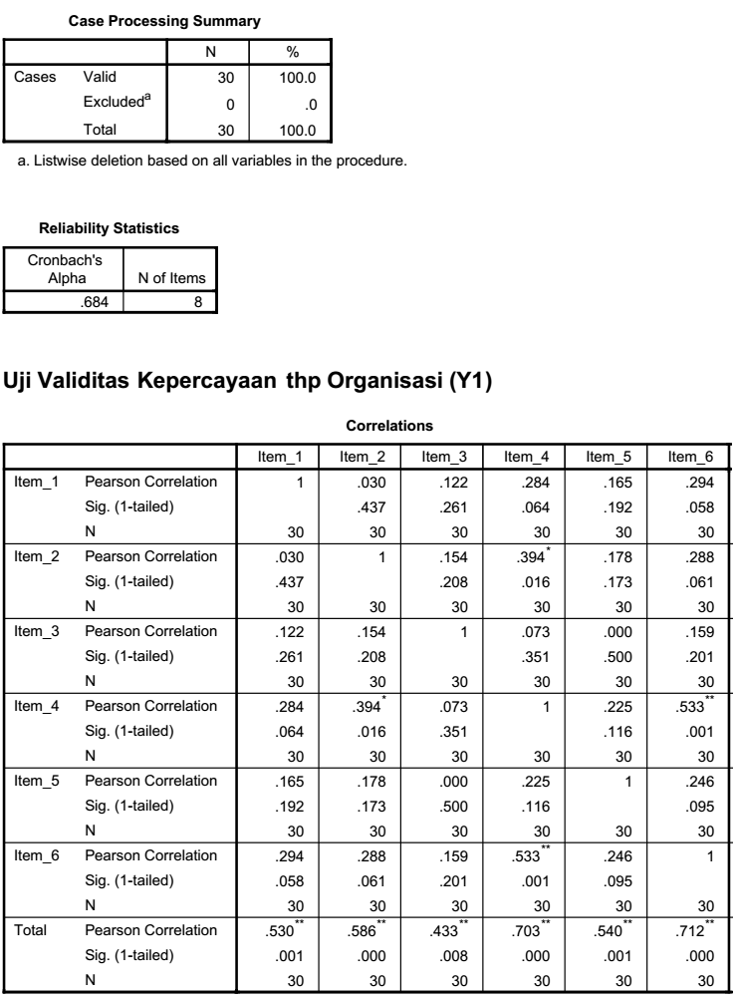 Case Processing Summary
N %
Cases Valid 30 100.0
Excludedᵃ 0 .0
Total 30 100.0
a. Listwise deletion based on all variables in the procedure.
Reliability Statistics
Cronbach's
Alpha N of Items
.684 8
Uji Validitas Kepercayaan thp Organisasi (Y1)
Correlations
Item_1 Item_2 Item_3 Item_4 Item_5 Item_6
Item_1 Pearson Correlation 1 .030 .122 .284 .165 .294
Sig. (1-tailed) .437 .261 .064 .192 .058
N 30 30 30 30 30 30
Item_2 Pearson Correlation .030 1 .154 .394* .178 .288
Sig. (1-tailed) .437 .208 .016 .173 .061
N 30 30 30 30 30 30
Item_3 Pearson Correlation .122 .154 1 .073 .000 .159
Sig. (1-tailed) .261 .208 .351 .500 .201
N 30 30 30 30 30 30
Item_4 Pearson Correlation .284 .394* .073 1 .225 .533**
Sig. (1-tailed) .064 .016 .351 .116 .001
N 30 30 30 30 30 30
Item_5 Pearson Correlation .165 .178 .000 .225 1 .246
Sig. (1-tailed) .192 .173 .500 .116 .095
N 30 30 30 30 30 30
Item_6 Pearson Correlation .294 .288 .159 .533** .246 1
Sig. (1-tailed) .058 .061 .201 .001 .095
N 30 30 30 30 30 30
Total Pearson Correlation .530** .586** .433** .703** .540** .712**
Sig. (1-tailed) .001 .000 .008 .000 .001 .000
N 30 30 30 30 30 30